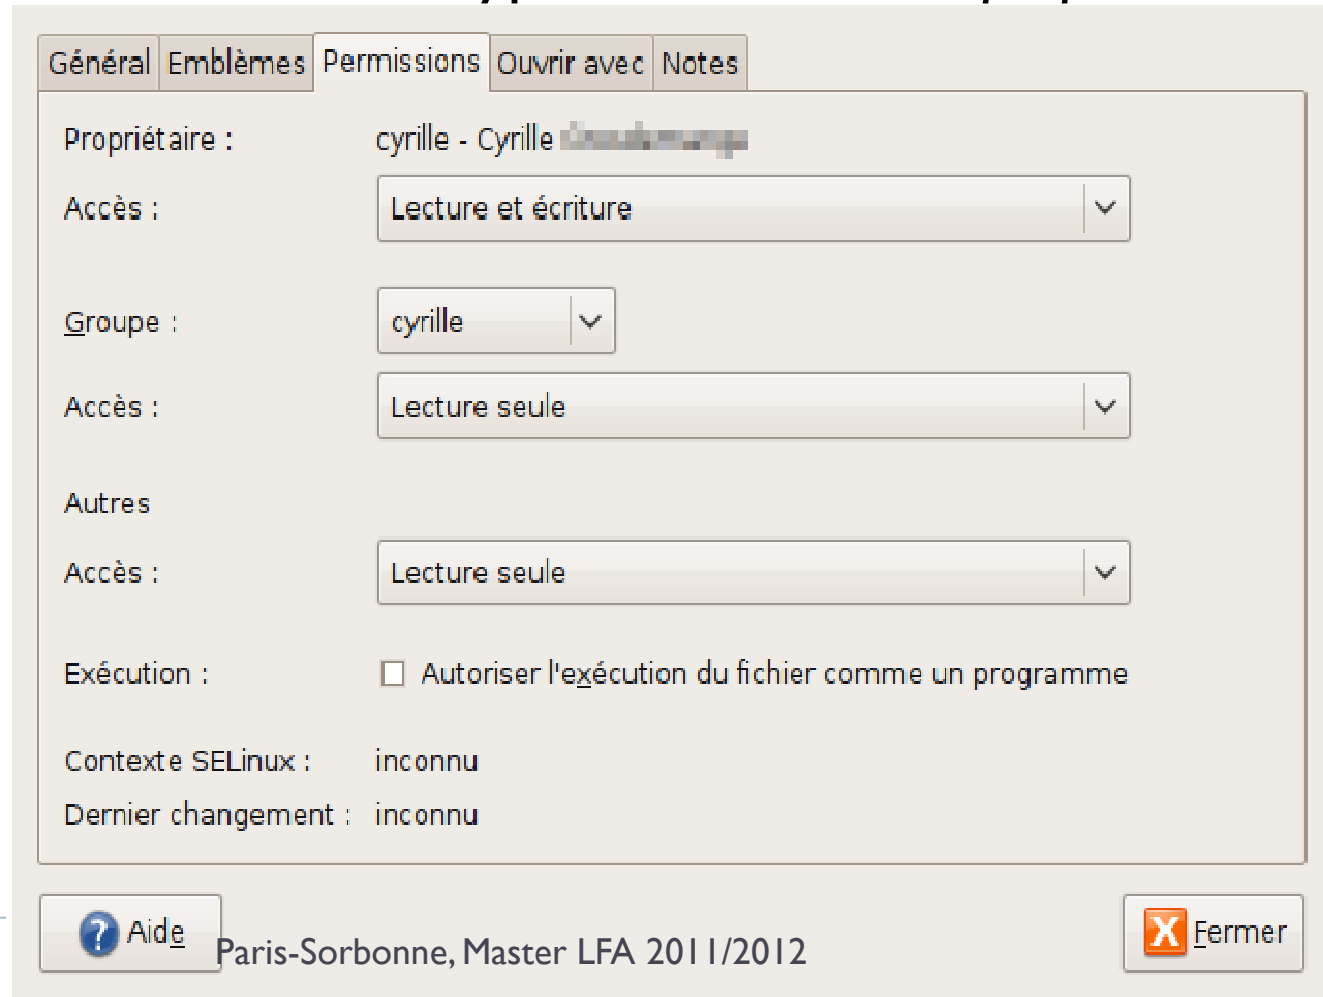 Général Emblèmes Permissions Ouvrir avec Notes
Propriétaire : cyrille - Cyrille
Accès : Lecture et écriture
Groupe : cyrille
Accès : Lecture seule
Autres
Accès : Lecture seule
Exécution : Autoriser l'exécution du fichier comme un programme
Contexte SELinux : inconnu
Dernier changement : inconnu
Aide Fermer
Paris-Sorbonne, Master LFA 2011/2012